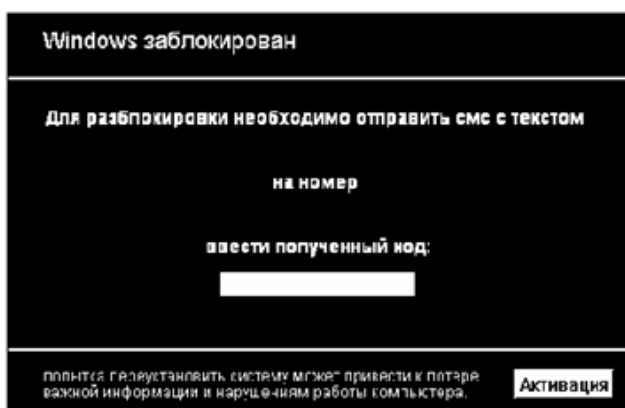 Windows заблокирован
Для разблокировки необходимо отправить смс с текстом
на номер
ввести полученный код:
попытка переустановить систему может привести к потере
важной информации и нарушениям работы компьютера.
Активация